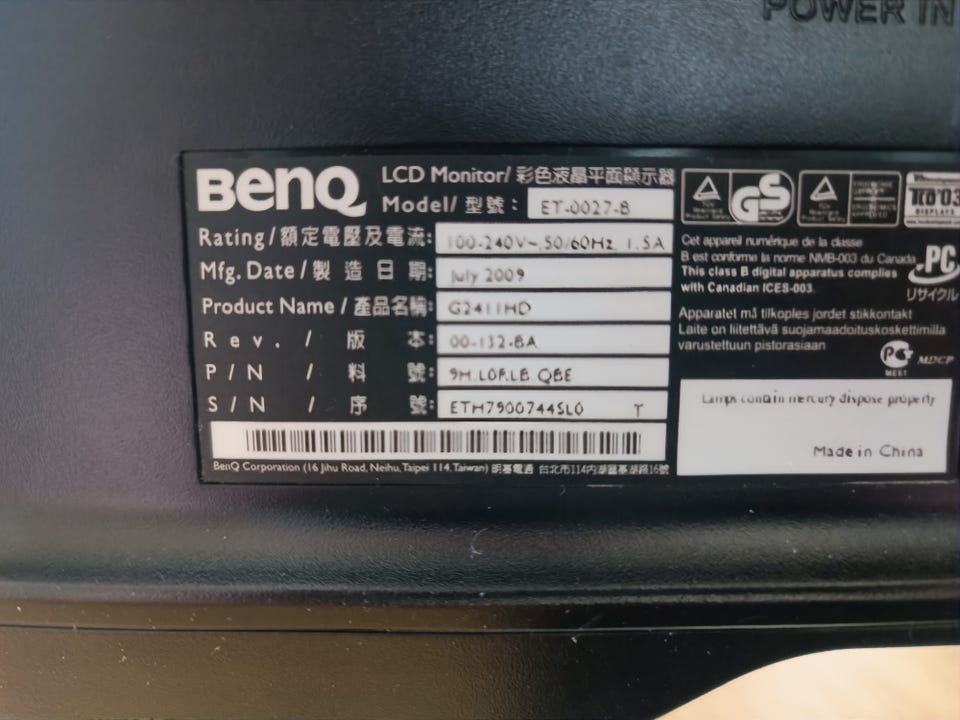 POWER IN
BenQ
LCD Monitor/ 彩色液晶平面顯示器
Model/ 型號: ET-0027-B
Rating/額定電壓及電流: 100-240V~,50/60Hz, 1.5A
Mfg. Date/製造日期: July 2009
Product Name / 產品名稱: G2411HD
Rev. / 版本: 00-132-BA
P/N / 料號: 9H.L0F.LB.QBE
S/N / 序號: ETH7900744SL0 T
BenQ Corporation (16 Jihu Road, Neihu, Taipei 114, Taiwan) 明基電通 台北市114內湖區基湖路16號
GS
TCO'03
DISPLAYS
Cet appareil numérique de la classe
B est conforme la norme NMB-003 du Canada
This class B digital apparatus complies
with Canadian ICES-003
PC
リサイクル
Apparatet må tilkoples jordet stikkontakt
Laite on liitettävä suojamaadoituskoskettimilla
varustettuun pistorasiaan
MDCP
Lamps contain mercury dispose properly
Made in China